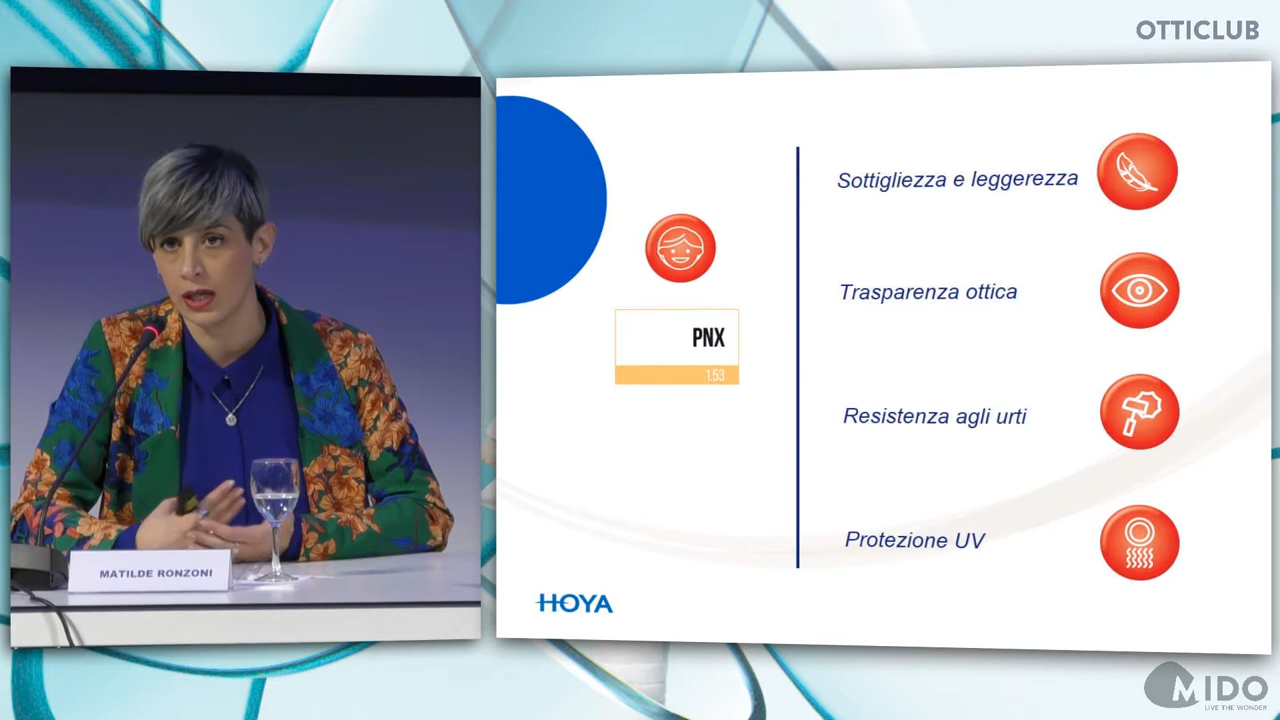 OTTICLUB
Sottigliezza e leggerezza
Trasparenza ottica
PNX
1.53
Resistenza agli urti
Protezione UV
MATILDE RONZONI
HOYA
MIDO
LIVE THE WONDER